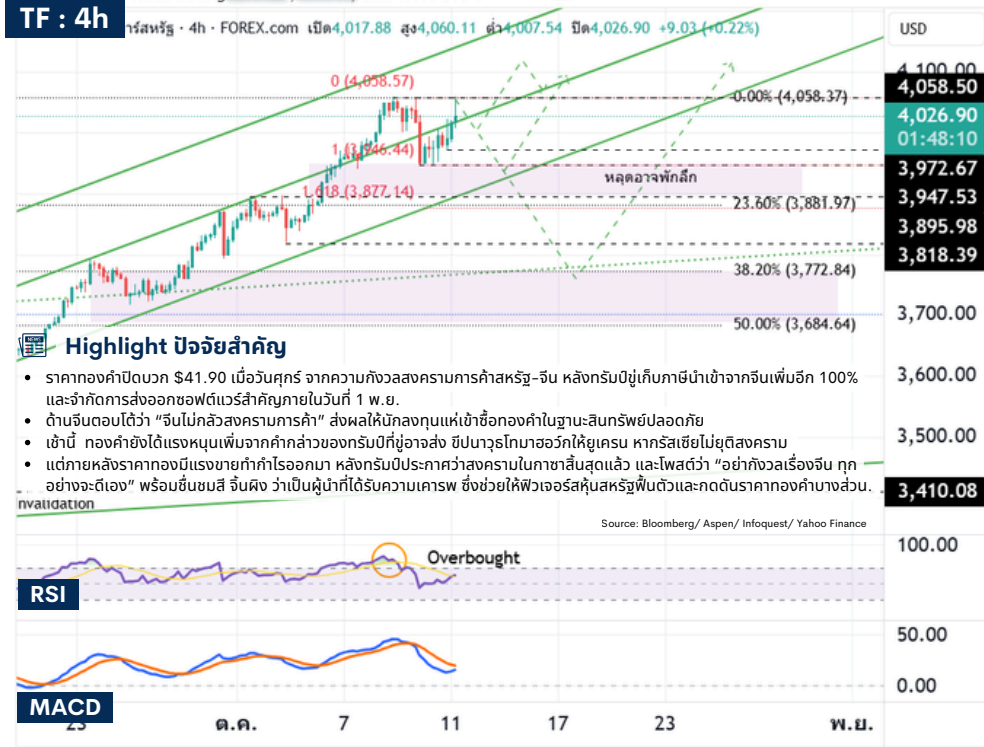 TF : 4h
ร์สหรัฐ · 4h · FOREX.com เปิด4,017.88 สูง4,060.11 ต่ำ4,007.54 ปิด4,026.90 +9.03 (+0.22%)
USD
4,100.00
0 (4,058.57)
4,058.50
0.00% (4,058.37)
4,026.90
01:48:10
1 (3,946.44)
3,972.67
หลุดอาจพักลึก
1.618 (3,877.14)
3,947.53
23.60% (3,881.97)
3,895.98
3,818.39
38.20% (3,772.84)
3,700.00
50.00% (3,684.64)
NEWS
Highlight ปัจจัยสำคัญ
3,600.00
• ราคาทองคำปิดบวก $41.90 เมื่อวันศุกร์ จากความกังวลสงครามการค้าสหรัฐ-จีน หลังทรัมป์ขู่เก็บภาษีนำเข้าจากจีนเพิ่มอีก 100%
และจำกัดการส่งออกซอฟต์แวร์สำคัญภายในวันที่ 1 พ.ย.
• ด้านจีนตอบโต้ว่า “จีนไม่กลัวสงครามการค้า” ส่งผลให้นักลงทุนแห่เข้าซื้อทองคำในฐานะสินทรัพย์ปลอดภัย
3,500.00
• เช้านี้ ทองคำยังได้แรงหนุนเพิ่มจากคำกล่าวของทรัมป์ที่ขู่อาจส่ง ขีปนาวุธโทมาฮอว์กให้ยูเครน หากรัสเซียไม่ยุติสงคราม
• แต่ภายหลังราคาทองมีแรงขายทำกำไรออกมา หลังทรัมป์ประกาศว่าสงครามในกาซาสิ้นสุดแล้ว และโพสต์ว่า “อย่ากังวลเรื่องจีน ทุก
อย่างจะดีเอง” พร้อมชื่นชมสี จิ้นผิง ว่าเป็นผู้นำที่ได้รับความเคารพ ซึ่งช่วยให้ฟิวเจอร์สหุ้นสหรัฐฟื้นตัวและกดดันราคาทองคำบางส่วน.
3,410.08
nvalidation
Source: Bloomberg/ Aspen/ Infoquest/ Yahoo Finance
100.00
Overbought
RSI
50.00
0.00
MACD
23 ต.ค. 7 11 17 23 พ.ย.